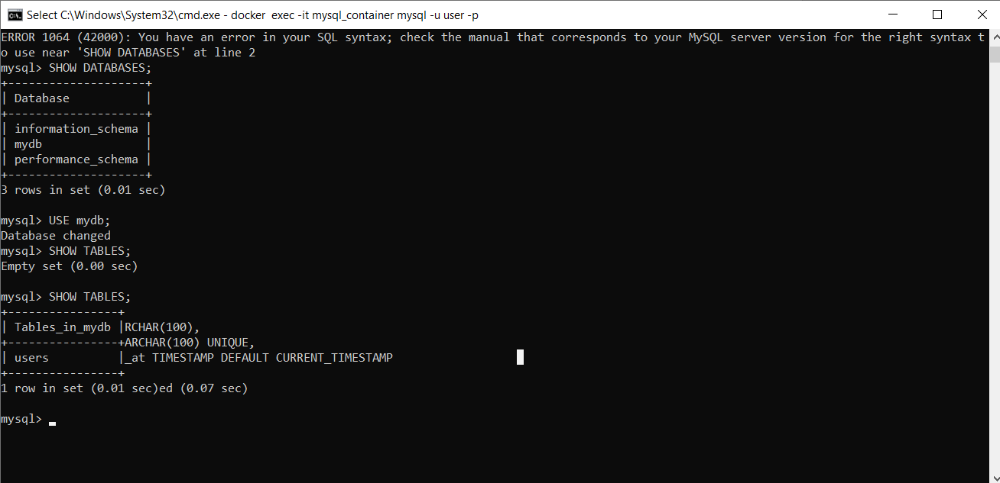 Select C:\Windows\System32\cmd.exe - docker  exec -it mysql_container mysql -u user -p
ERROR 1064 (42000): You have an error in your SQL syntax; check the manual that corresponds to your MySQL server version for the right syntax t
o use near 'SHOW DATABASES' at line 2
mysql> SHOW DATABASES;
+--------------------+
| Database           |
+--------------------+
| information_schema |
| mydb               |
| performance_schema |
+--------------------+
3 rows in set (0.01 sec)
mysql> USE mydb;
Database changed
mysql> SHOW TABLES;
Empty set (0.00 sec)
mysql> SHOW TABLES;
+----------------+
| Tables_in_mydb |RCHAR(100),
+----------------+ARCHAR(100) UNIQUE,
| users          |_at TIMESTAMP DEFAULT CURRENT_TIMESTAMP
+----------------+
1 row in set (0.01 sec)ed (0.07 sec)
mysql>